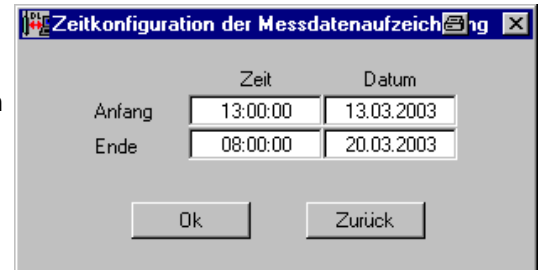 Zeitkonfiguration der Messdatenaufzeich ng
Zeit Datum
Anfang 13:00:00 13.03.2003
Ende 08:00:00 20.03.2003
Ok Zurück